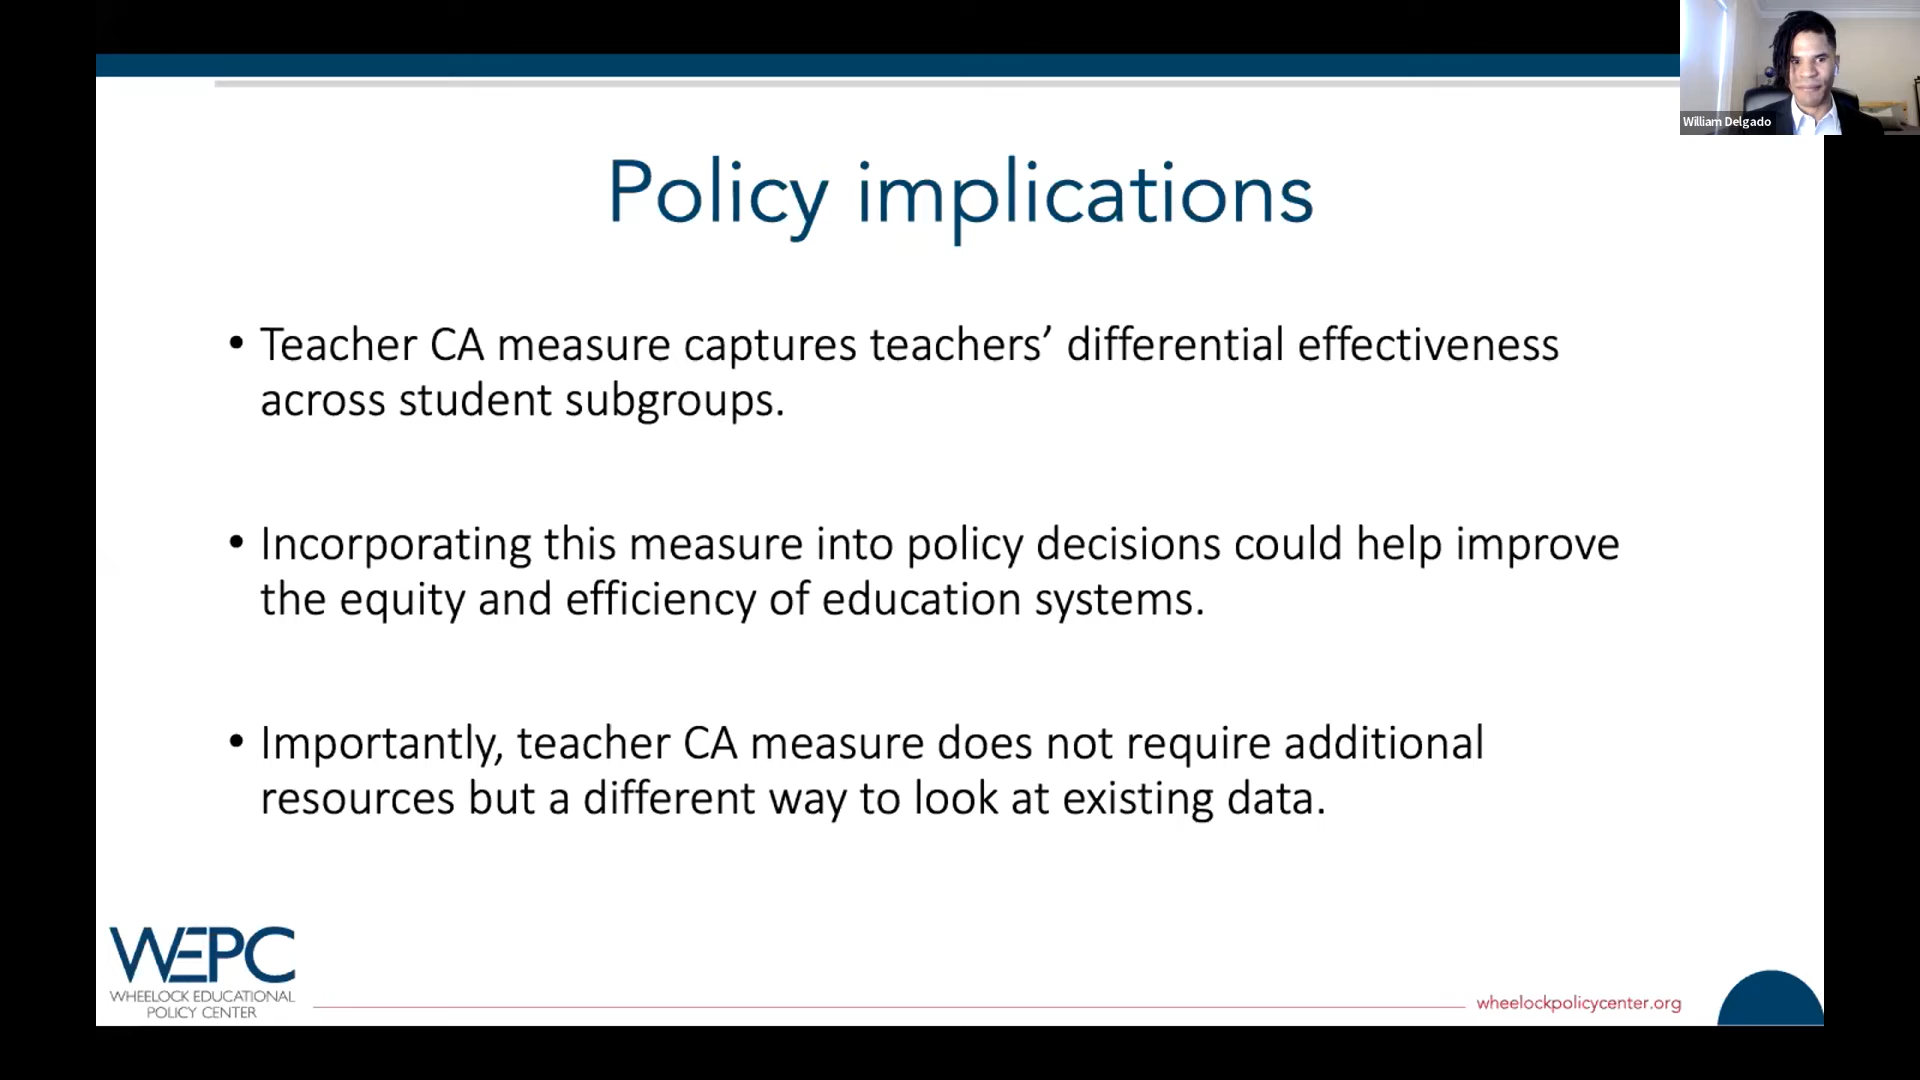 William Delgado
Policy implications
• Teacher CA measure captures teachers’ differential effectiveness
across student subgroups.
• Incorporating this measure into policy decisions could help improve
the equity and efficiency of education systems.
• Importantly, teacher CA measure does not require additional
resources but a different way to look at existing data.
WEPC
WHEELOCK EDUCATIONAL
POLICY CENTER
wheelockpolicycenter.org